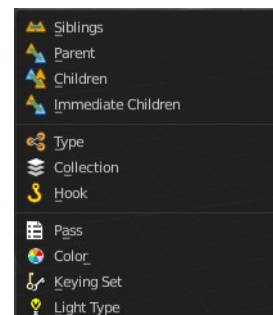 Siblings
Parent
Children
Immediate Children
Type
Collection
Hook
Pass
Color
Keying Set
Light Type